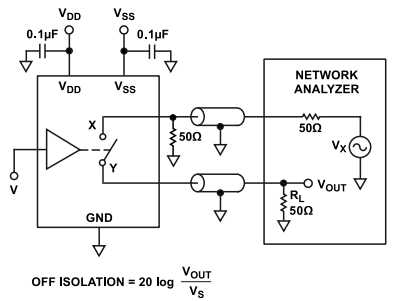 VDD
VSS
0.1µF
0.1µF
VDD
VSS
NETWORK
ANALYZER
X
50Ω
50Ω
VX
Y
V
VOUT
RL
50Ω
GND
OFF ISOLATION = 20 log VOUT
VS